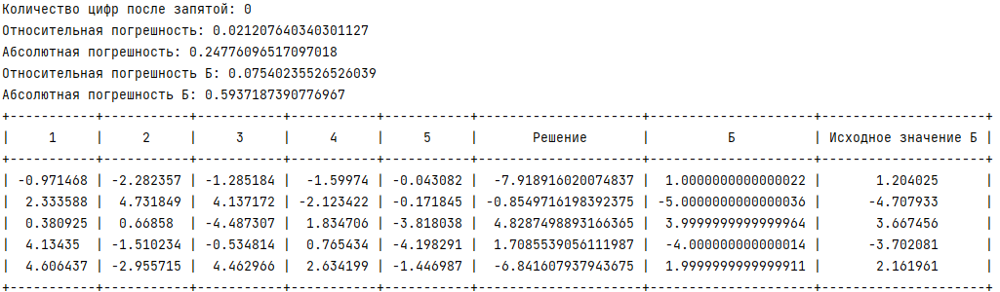 Количество цифр после запятой: 0
Относительная погрешность: 0.021207640340301127
Абсолютная погрешность: 0.24776096517097018
Относительная погрешность Б: 0.07540235526526039
Абсолютная погрешность Б: 0.5937187390776967
+-----------+-----------+-----------+-----------+-----------+---------------------+---------------------+---------------------+
|     1     |     2     |     3     |     4     |     5     |       Решение       |          Б          | Исходное значение Б |
+-----------+-----------+-----------+-----------+-----------+---------------------+---------------------+---------------------+
| -0.971468 | -2.282357 | -1.285184 |  -1.59974 | -0.043082 |  -7.918916020074837 |  1.0000000000000022 |       1.204025      |
|  2.333588 |  4.731849 |  4.137172 | -2.123422 | -0.171845 | -0.8549716198392375 | -5.0000000000000036 |      -4.707933      |
|  0.380925 |  0.66858  | -4.487307 |  1.834706 | -3.818038 |  4.8287498893166365 |  3.9999999999999964 |       3.667456      |
|  4.13435  | -1.510234 | -0.534814 |  0.765434 | -4.198291 |  1.7085539056111987 |  -4.000000000000014 |      -3.702081      |
|  4.606437 | -2.955715 |  4.462966 |  2.634199 | -1.446987 |  -6.841607937943675 |  1.9999999999999911 |       2.161961      |
+-----------+-----------+-----------+-----------+-----------+---------------------+---------------------+---------------------+